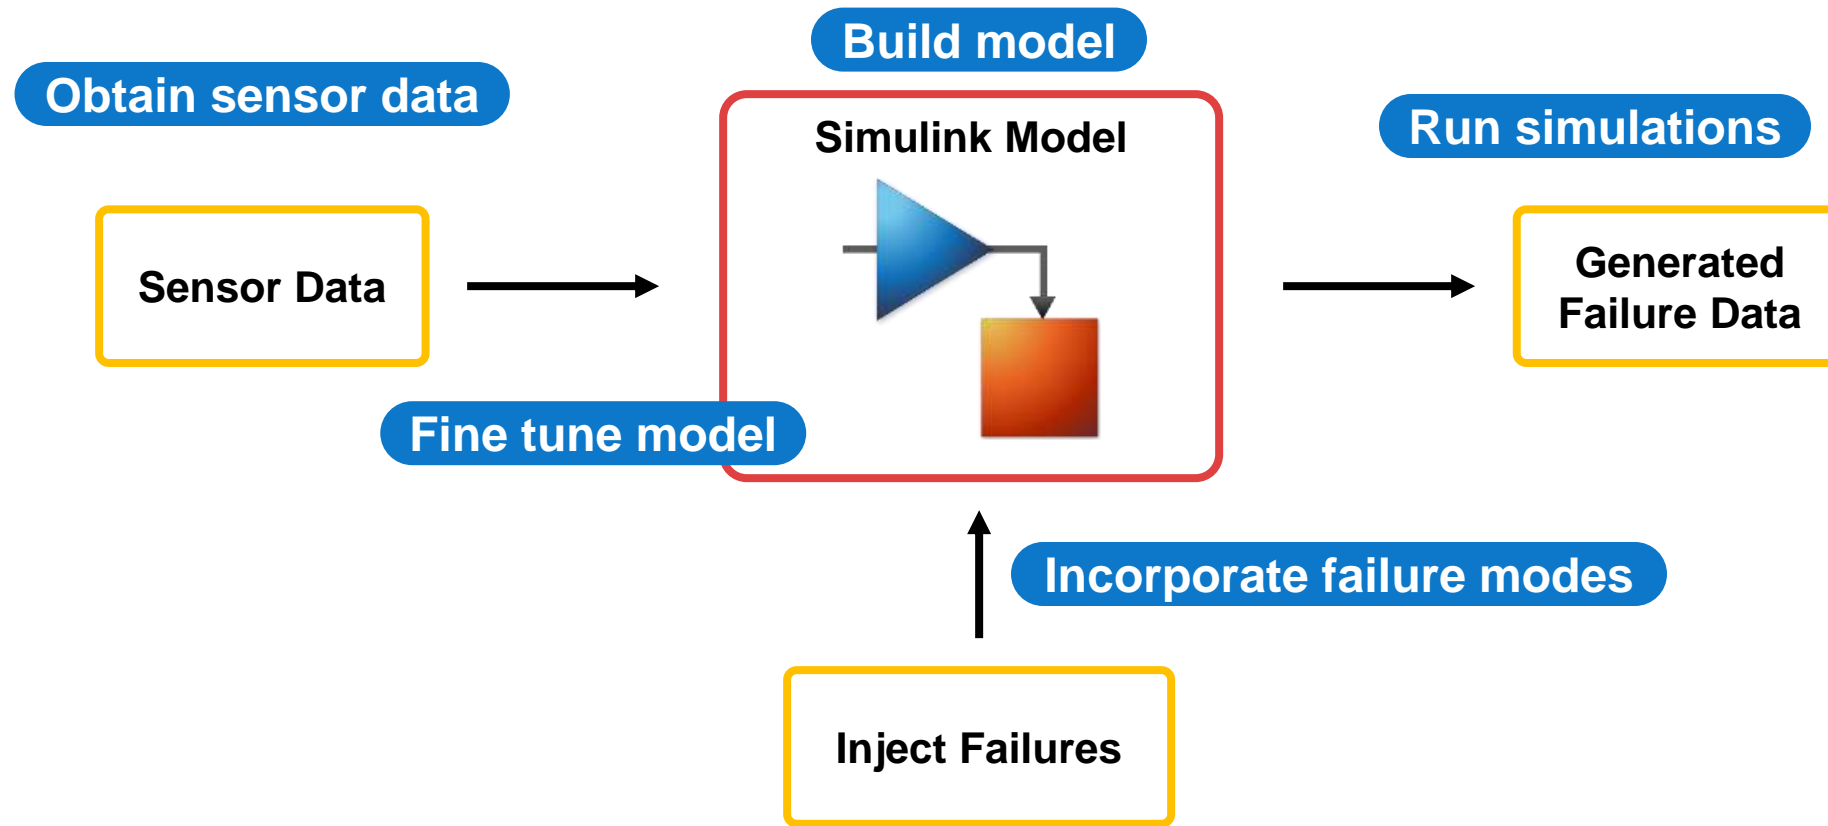 Build model
Obtain sensor data
Run simulations
Simulink Model
Sensor Data
Generated
Failure Data
Fine tune model
Incorporate failure modes
Inject Failures